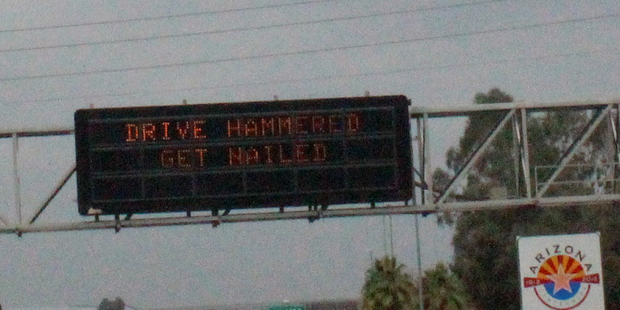 DRIVE HAMMERED
GET NAILED
ARIZONA